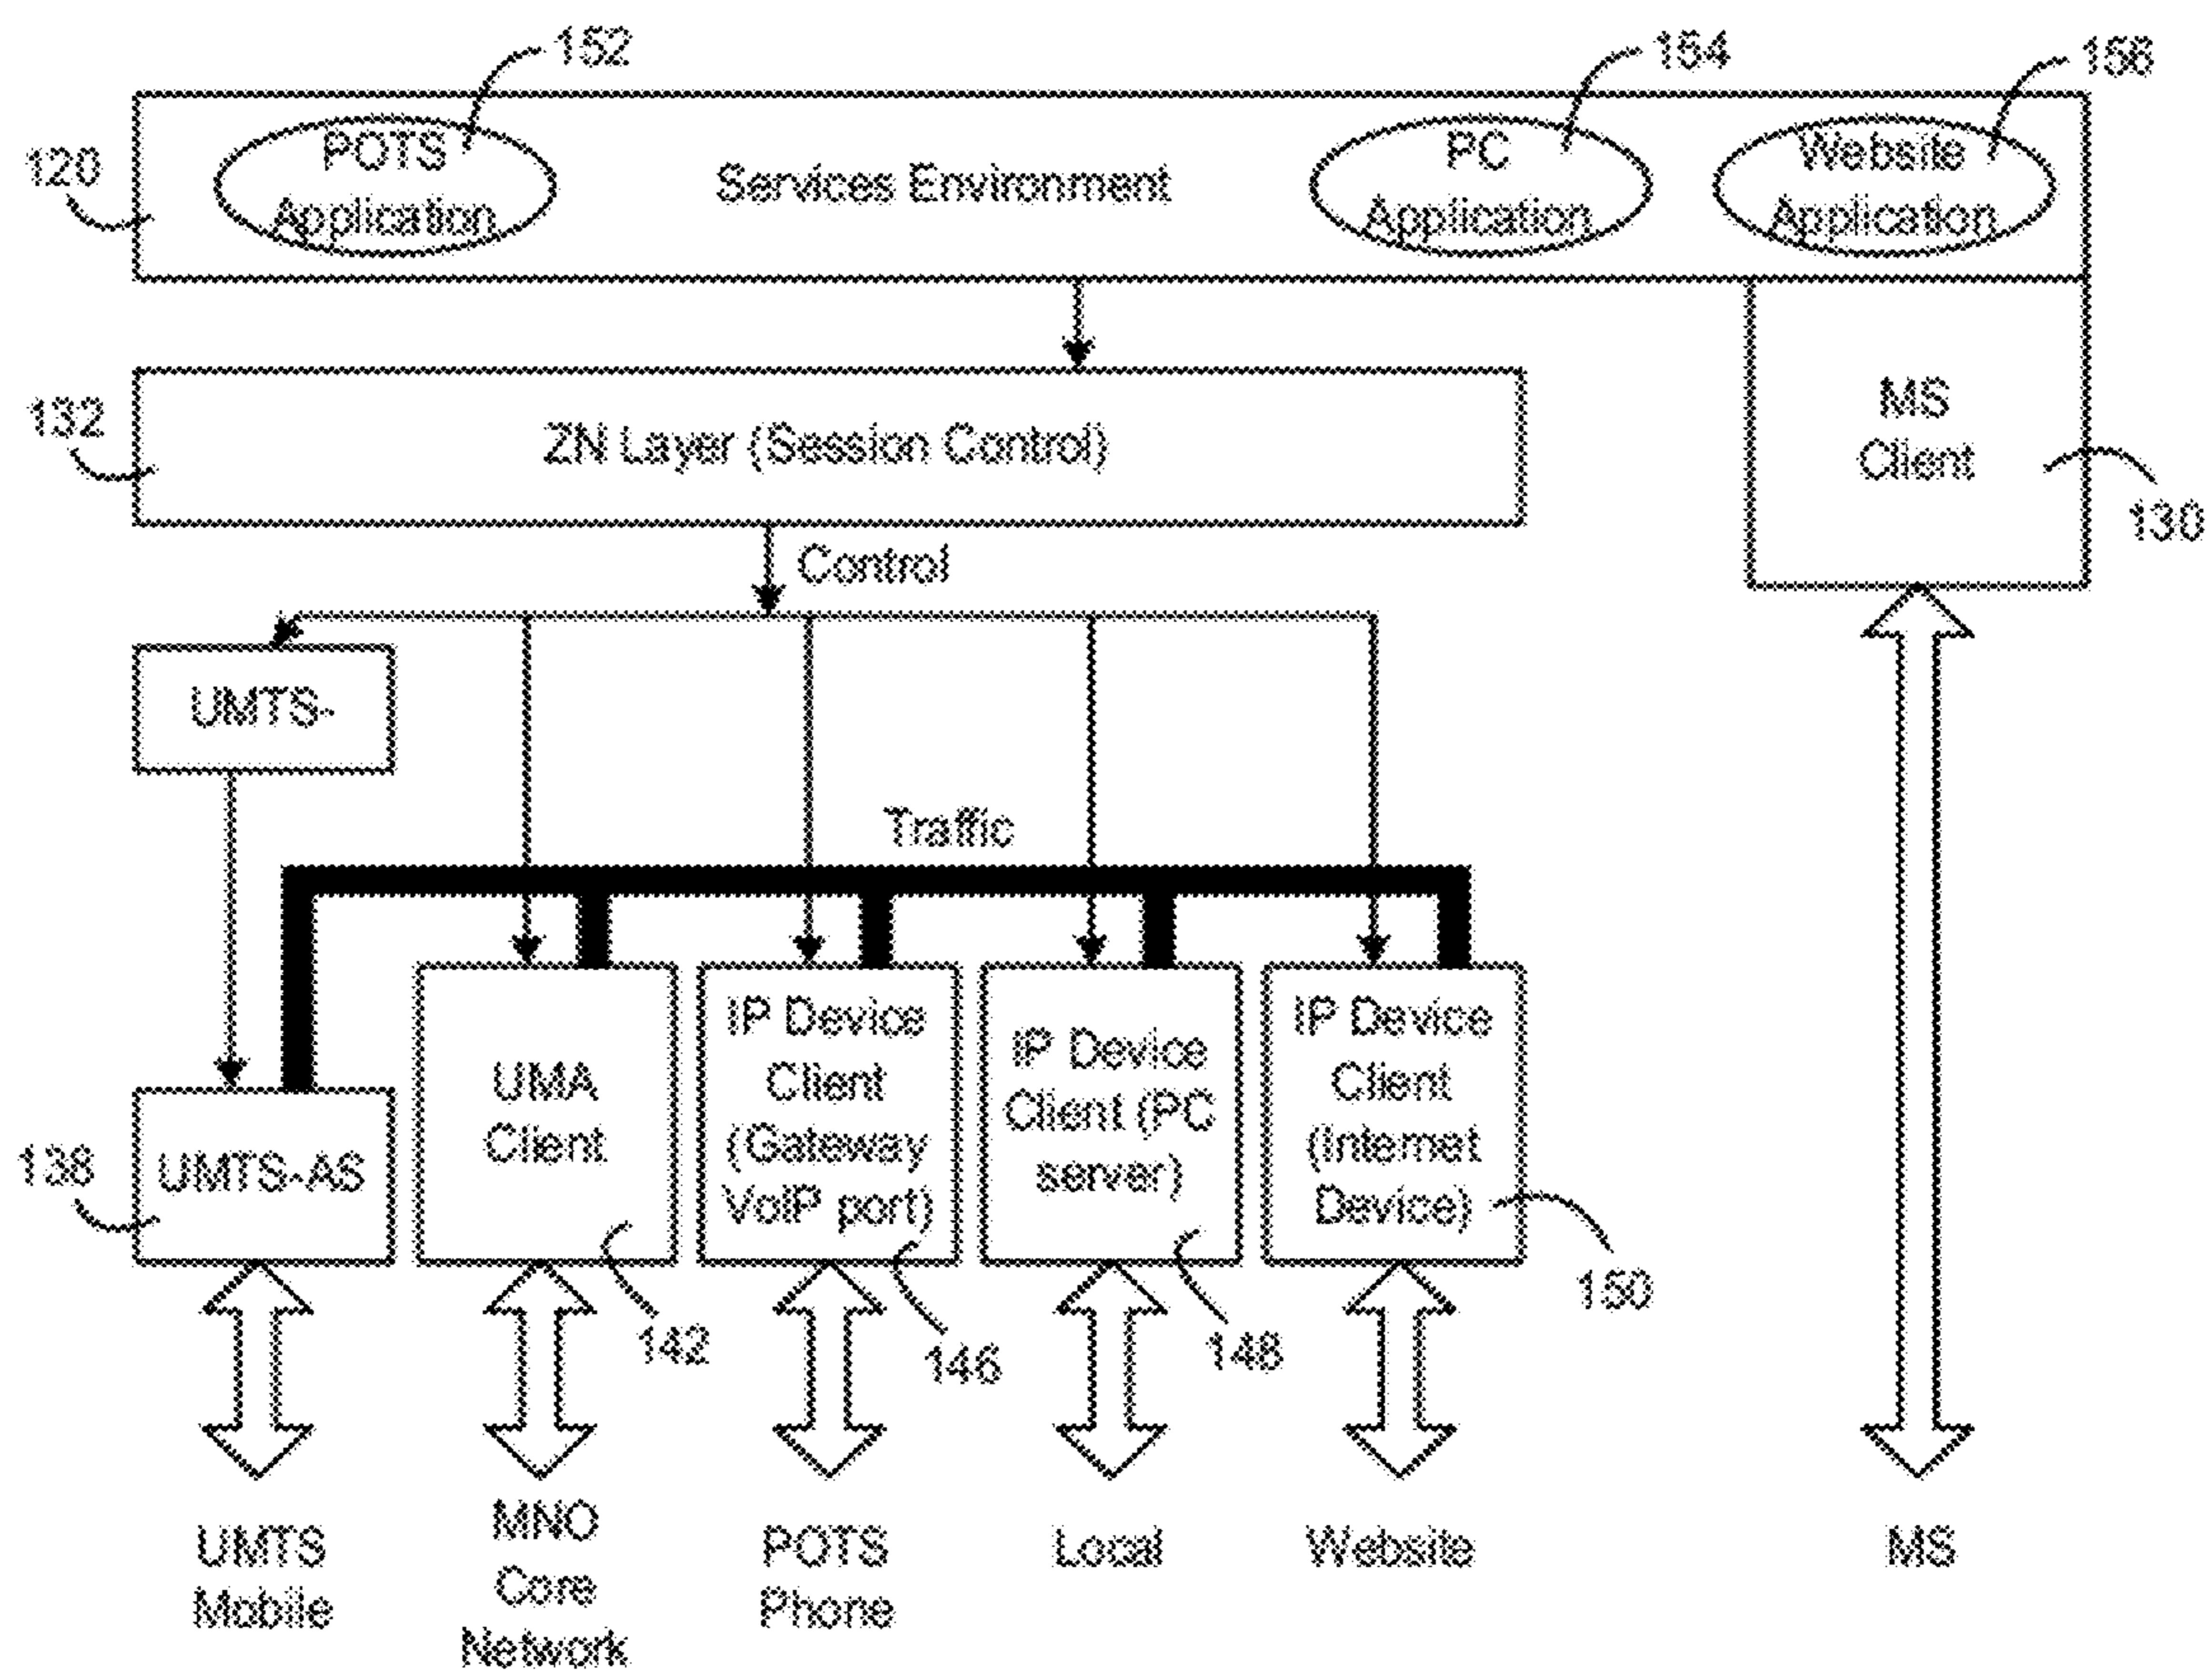 152
154
156
120
POTS
Application
Services Environment
PC
Application
Website
Application
132
ZN Layer (Session Control)
MS
Client
130
Control
UMTS-
Traffic
138
UMTS-AS
UMA
Client
IP Device
Client
(Gateway
VoIP port)
IP Device
Client (PC
server)
IP Device
Client
(Internet
Device)
142
146
148
150
UMTS
Mobile
MNO
Core
Network
POTS
Phone
Local
Website
MS